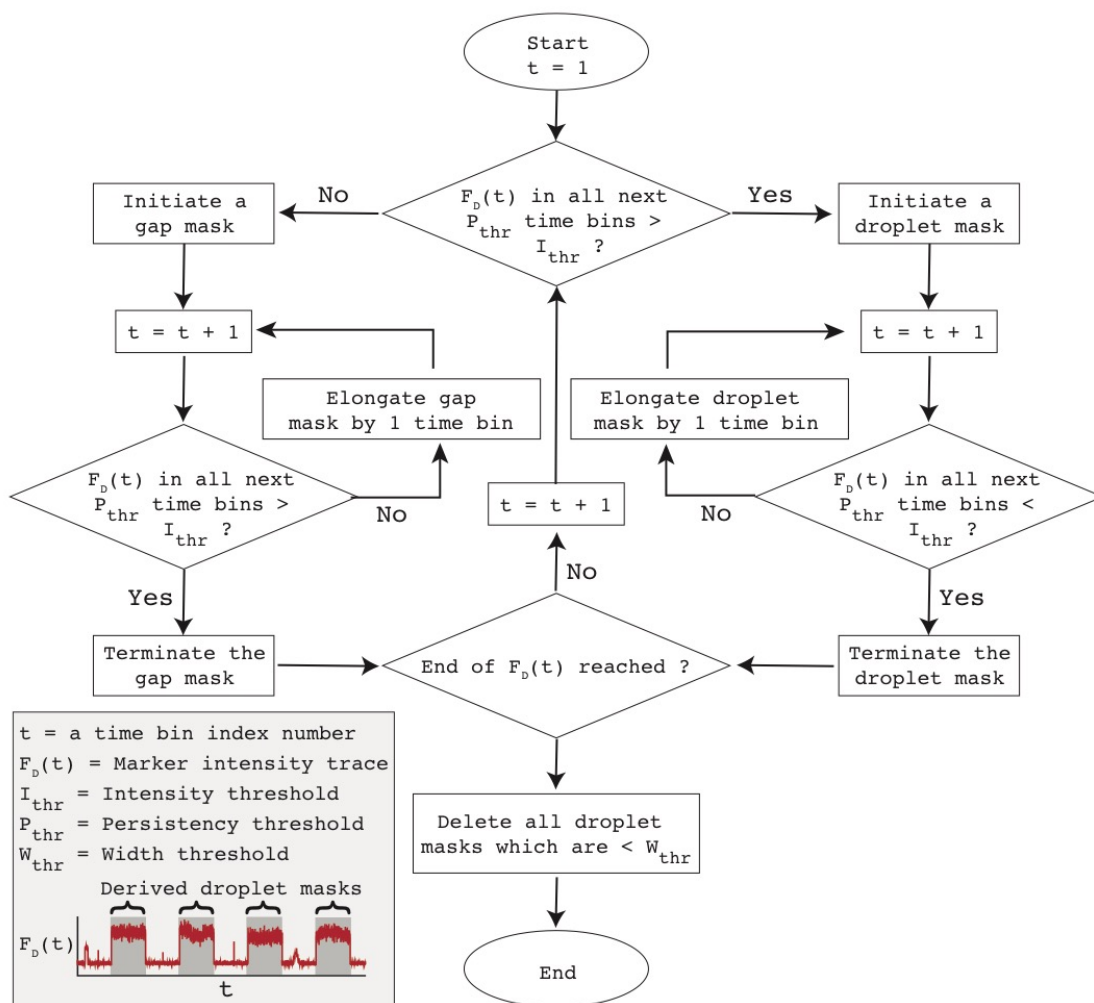 Start
t = 1
F_D(t) in all next
P_thr time bins >
I_thr ?
No
Yes
Initiate a
gap mask
Initiate a
droplet mask
t = t + 1
t = t + 1
Elongate gap
mask by 1 time bin
Elongate droplet
mask by 1 time bin
F_D(t) in all next
P_thr time bins >
I_thr ?
No
t = t + 1
F_D(t) in all next
P_thr time bins <
I_thr ?
No
Yes
No
Yes
Terminate the
gap mask
End of F_D(t) reached ?
Terminate the
droplet mask
t = a time bin index number
F_D(t) = Marker intensity trace
I_thr = Intensity threshold
P_thr = Persistency threshold
W_thr = Width threshold
Derived droplet masks
F_D(t)
t
Delete all droplet
masks which are < W_thr
End